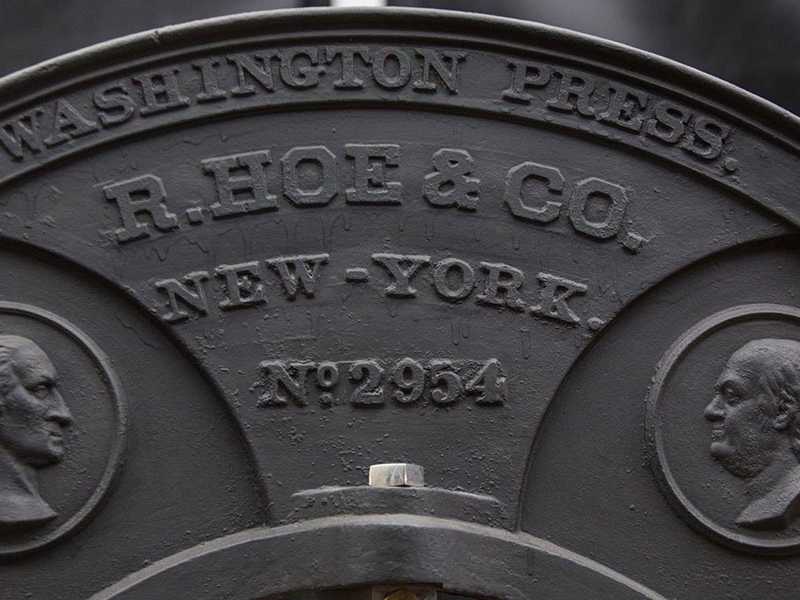 WASHINGTON PRESS.
R. HOE & CO.
NEW-YORK.
No. 2954